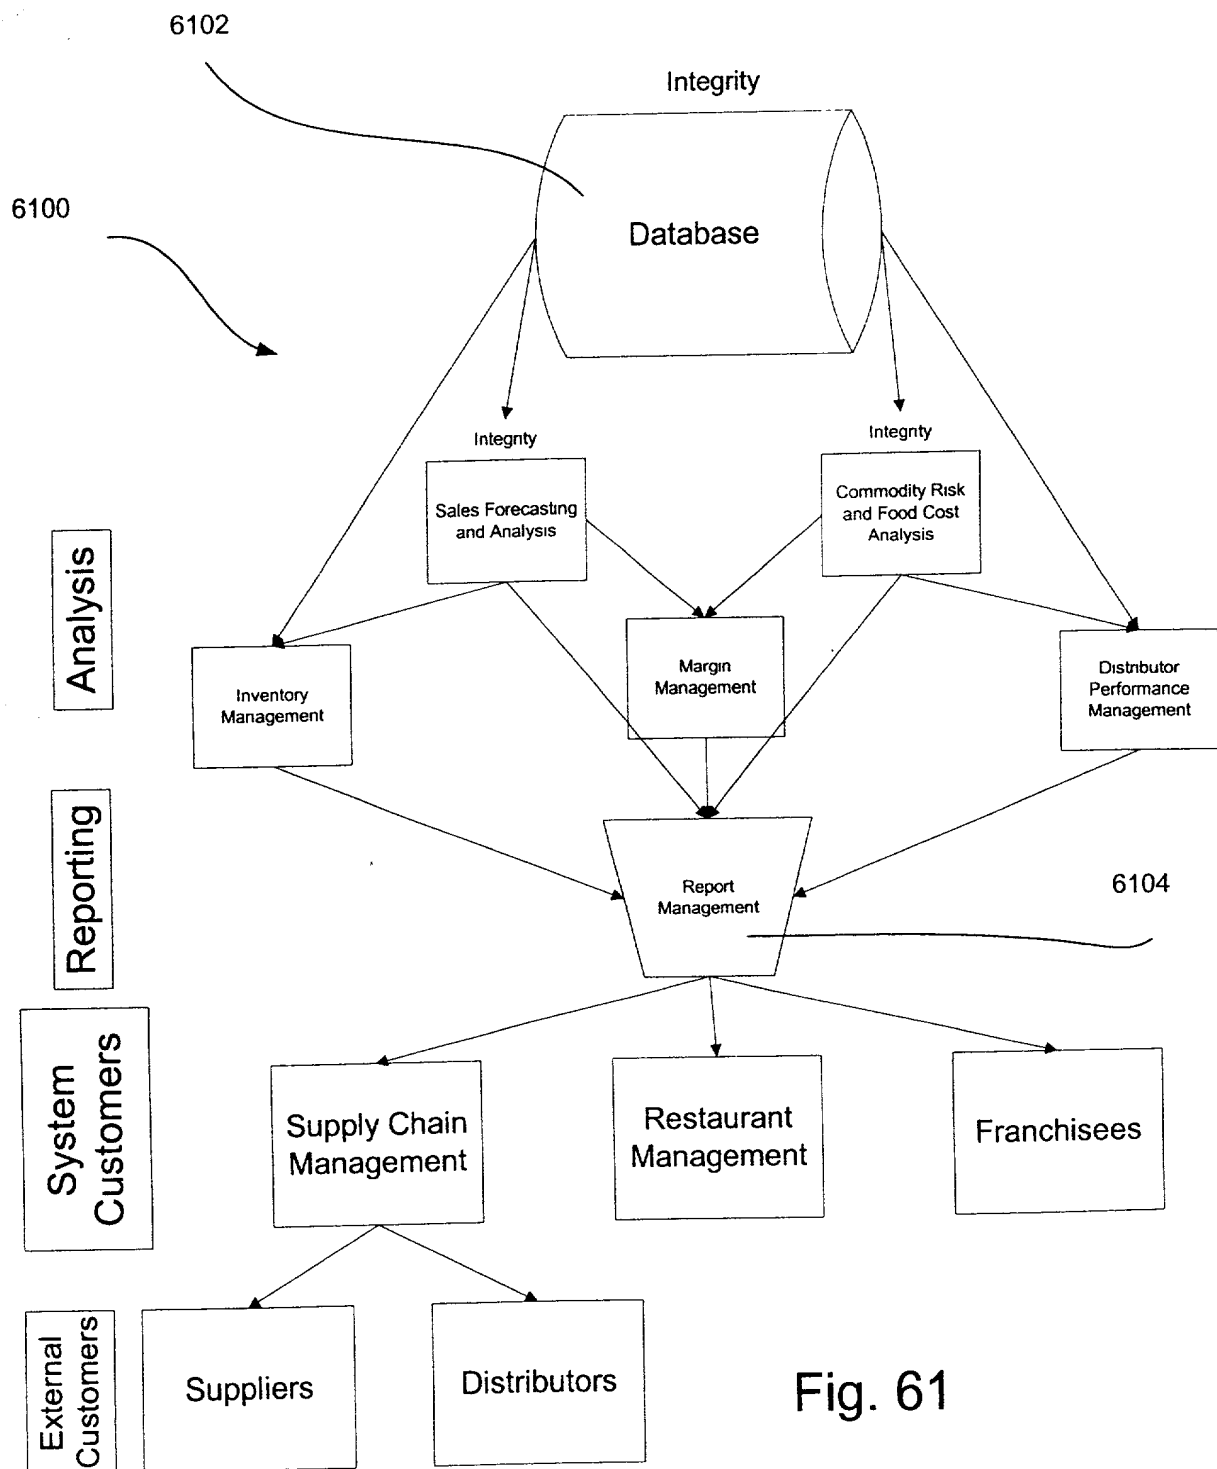 6102
Integrity
6100
Database
Integrity
Integrity
Sales Forecasting
and Analysis
Commodity Risk
and Food Cost
Analysis
Analysis
Inventory
Management
Margin
Management
Distributor
Performance
Management
Reporting
Report
Management
6104
System
Customers
Supply Chain
Management
Restaurant
Management
Franchisees
External
Customers
Suppliers
Distributors
Fig. 61